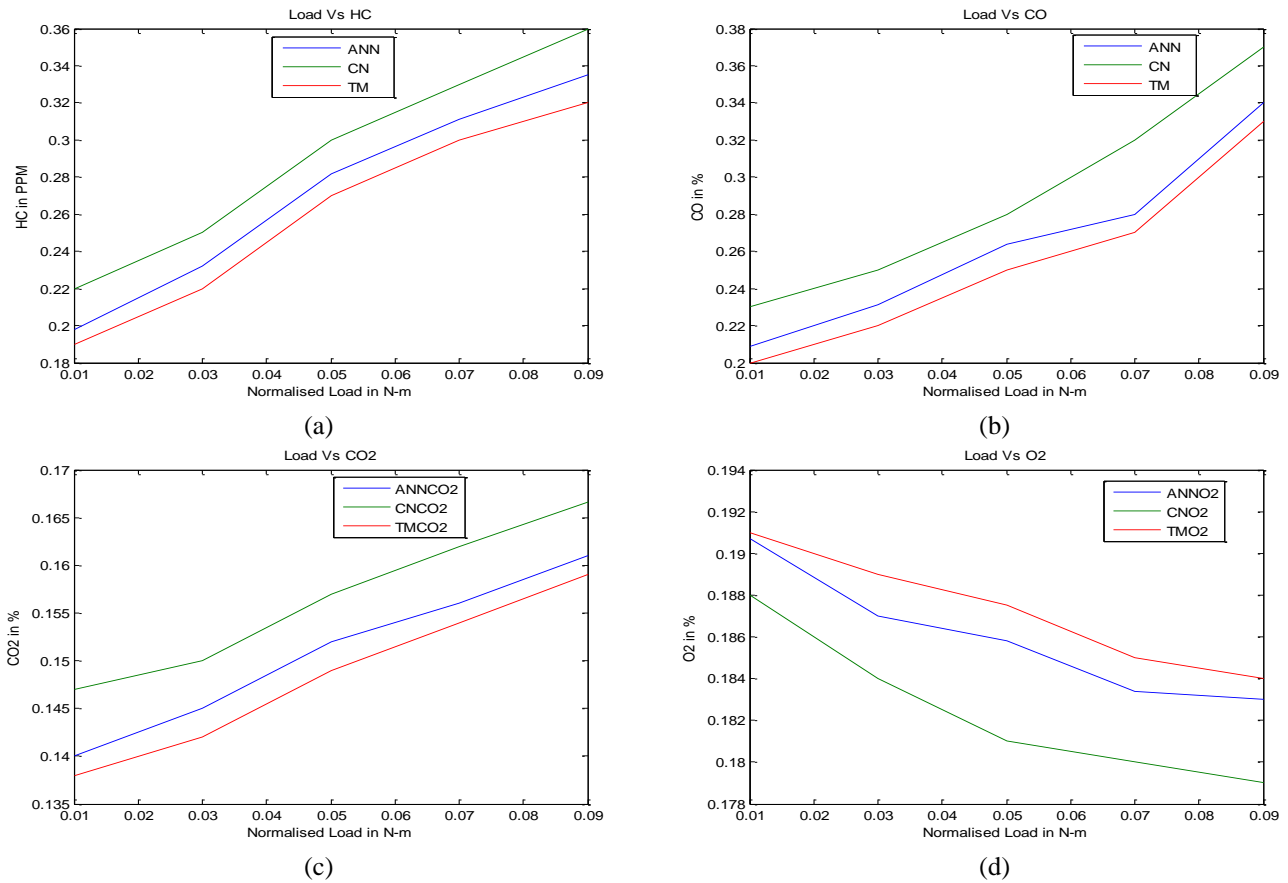 Load Vs HC
0.36
0.34
0.32
0.3
0.28
0.26
0.24
0.22
0.2
0.18
HC in PPM
ANN
CN
TM
0.01 0.02 0.03 0.04 0.05 0.06 0.07 0.08 0.09
Normalised Load in N-m
(a)
Load Vs CO
0.38
0.36
0.34
0.32
0.3
0.28
0.26
0.24
0.22
0.2
CO in %
ANN
CN
TM
0.01 0.02 0.03 0.04 0.05 0.06 0.07 0.08 0.09
Normalised Load in N-m
(b)
Load Vs CO2
0.17
0.165
0.16
0.155
0.15
0.145
0.14
0.135
CO2 in %
ANNCO2
CNCO2
TMCO2
0.01 0.02 0.03 0.04 0.05 0.06 0.07 0.08 0.09
Normalised Load in N-m
(c)
Load Vs O2
0.194
0.192
0.19
0.188
0.186
0.184
0.182
0.18
0.178
O2 in %
ANNO2
CNO2
TMO2
0.01 0.02 0.03 0.04 0.05 0.06 0.07 0.08 0.09
Normalised Load in N-m
(d)